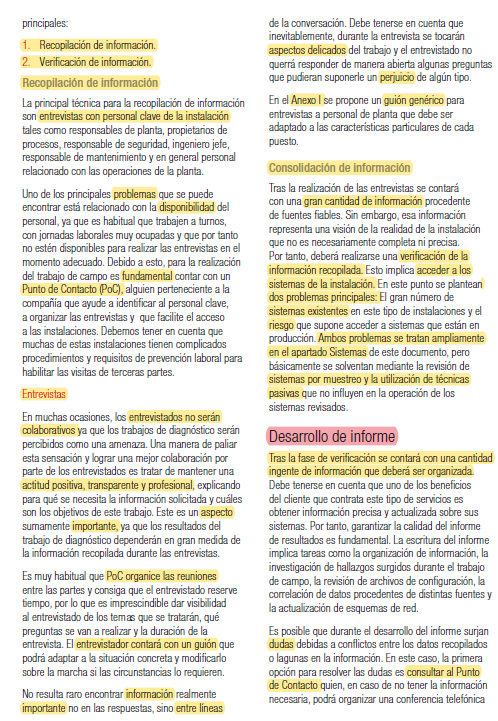 principales:
1. Recopilación de información.
2. Verificación de información.
Recopilación de información
La principal técnica para la recopilación de información
son entrevistas con personal clave de la instalación
tales como responsables de planta, propietarios de
procesos, responsable de seguridad, ingeniero jefe,
responsable de mantenimiento y en general personal
relacionado con las operaciones de la planta.
Uno de los principales problemas que se puede
encontrar está relacionado con la disponibilidad del
personal, ya que es habitual que trabajen a turnos,
con jornadas laborales muy ocupadas y que por tanto
no estén disponibles para realizar las entrevistas en el
momento adecuado. Debido a esto, para la realización
del trabajo de campo es fundamental contar con un
Punto de Contacto (PoC), alguien perteneciente a la
compañía que ayude a identificar al personal clave,
a organizar las entrevistas y que facilite el acceso
a las instalaciones. Debemos tener en cuenta que
muchas de estas instalaciones tienen complicados
procedimientos y requisitos de prevención laboral para
habilitar las visitas de terceras partes.
Entrevistas
En muchas ocasiones, los entrevistados no serán
colaborativos ya que los trabajos de diagnóstico serán
percibidos como una amenaza. Una manera de paliar
esta sensación y lograr una mejor colaboración por
parte de los entrevistados es tratar de mantener una
actitud positiva, transparente y profesional, explicando
para qué se necesita la información solicitada y cuáles
son los objetivos de este trabajo. Este es un aspecto
sumamente importante, ya que los resultados del
trabajo de diagnóstico dependerán en gran medida de
la información recopilada durante las entrevistas.
Es muy habitual que PoC organice las reuniones
entre las partes y consiga que el entrevistado reserve
tiempo, por lo que es imprescindible dar visibilidad
al entrevistado de los temas que se tratarán, qué
preguntas se van a realizar y la duración de la
entrevista. El entrevistador contará con un guión que
podrá adaptar a la situación concreta y modificarlo
sobre la marcha si las circunstancias lo requieren.
No resulta raro encontrar información realmente
importante no en las respuestas, sino entre líneas
de la conversación. Debe tenerse en cuenta que
inevitablemente, durante la entrevista se tocarán
aspectos delicados del trabajo y el entrevistado no
querrá responder de manera abierta algunas preguntas
que pudieran suponerle un perjuicio de algún tipo.
En el Anexo I se propone un guión genérico para
entrevistas a personal de planta que debe ser
adaptado a las características particulares de cada
puesto.
Consolidación de información
Tras la realización de las entrevistas se contará
con una gran cantidad de información procedente
de fuentes fiables. Sin embargo, esa información
representa una visión de la realidad de la instalación
que no es necesariamente completa ni precisa.
Por tanto, deberá realizarse una verificación de la
información recopilada. Esto implica acceder a los
sistemas de la instalación. En este punto se plantean
dos problemas principales: El gran número de
sistemas existentes en este tipo de instalaciones y el
riesgo que supone acceder a sistemas que están en
producción. Ambos problemas se tratan ampliamente
en el apartado Sistemas de este documento, pero
básicamente se solventan mediante la revisión de
sistemas por muestreo y la utilización de técnicas
pasivas que no influyen en la operación de los
sistemas revisados.
Desarrollo de informe
Tras la fase de verificación se contará con una cantidad
ingente de información que deberá ser organizada.
Debe tenerse en cuenta que uno de los beneficios
del cliente que contrata este tipo de servicios es
obtener información precisa y actualizada sobre sus
sistemas. Por tanto, garantizar la calidad del informe
de resultados es fundamental. La escritura del informe
implica tareas como la organización de información, la
investigación de hallazgos surgidos durante el trabajo
de campo, la revisión de archivos de configuración, la
correlación de datos procedentes de distintas fuentes y
la actualización de esquemas de red.
Es posible que durante el desarrollo del informe surjan
dudas debidas a conflictos entre los datos recopilados
o lagunas en la información. En este caso, la primera
opción para resolver las dudas es consultar al Punto
de Contacto quien, en caso de no tener la información
necesaria, podrá organizar una conferencia telefónica